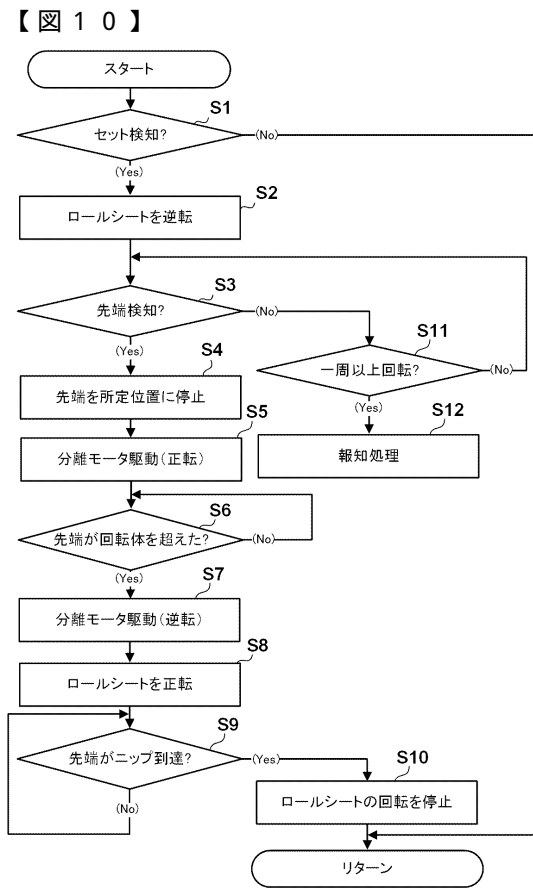 【図１０】
スタート
S1
セット検知?
(No)
(Yes)
S2
ロールシートを逆転
S3
先端検知?
(No)
(Yes)
S11
一周以上回転?
(No)
(Yes)
S4
先端を所定位置に停止
S12
報知処理
S5
分離モータ駆動(正転)
S6
先端が回転体を超えた?
(No)
(Yes)
S7
分離モータ駆動(逆転)
S8
ロールシートを正転
S9
先端がニップ到達?
(Yes)
(No)
S10
ロールシートの回転を停止
リターン